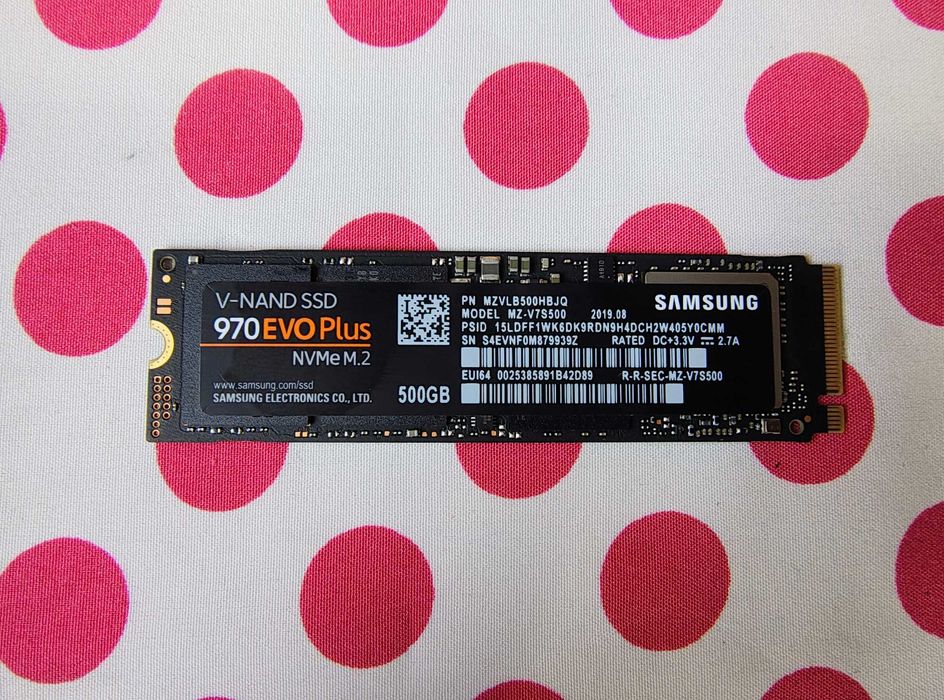 V-NAND SSD
970 EVO Plus
NVMe M.2
www.samsung.com/ssd
SAMSUNG ELECTRONICS CO., LTD.
500GB
SAMSUNG
PN MZVLB500HBJQ
MODEL MZ-V7S500 2019.08
PSID 15LDFF1WK6DK9RDN9H4DCH2W405Y0CMM
SN S4EVNF0M879939Z RATED DC+3.3V ⎓ 2.7A
EUI64 0025385891B42D89 R-R-SEC-MZ-V7S500